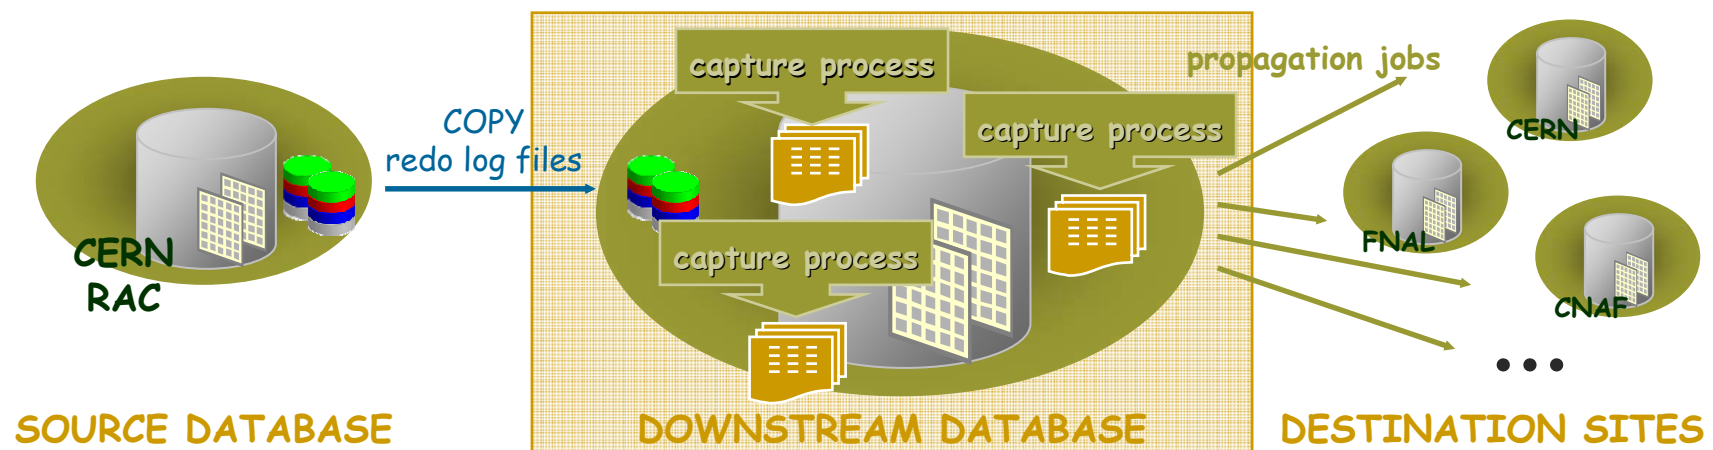 capture process
propagation jobs
COPY
redo log files
capture process
CERN
CERN
RAC
FNAL
capture process
CNAF
• • •
SOURCE DATABASE
DOWNSTREAM DATABASE
DESTINATION SITES